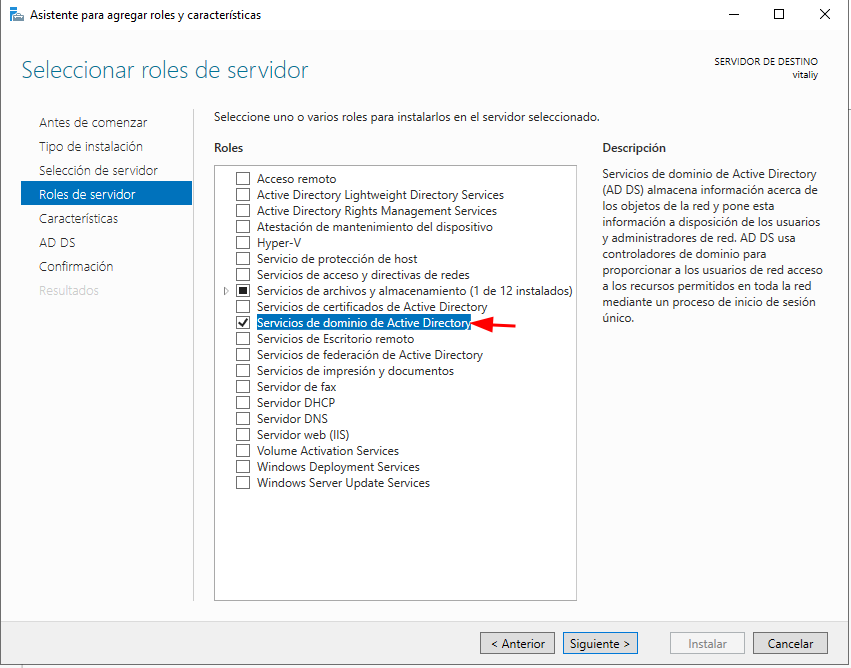 Asistente para agregar roles y características
Seleccionar roles de servidor
SERVIDOR DE DESTINO
vitaliy
Antes de comenzar
Tipo de instalación
Selección de servidor
Roles de servidor
Características
AD DS
Confirmación
Resultados
Seleccione uno o varios roles para instalarlos en el servidor seleccionado.
Roles
Acceso remoto
Active Directory Lightweight Directory Services
Active Directory Rights Management Services
Atestación de mantenimiento del dispositivo
Hyper-V
Servicio de protección de host
Servicios de acceso y directivas de redes
Servicios de archivos y almacenamiento (1 de 12 instalados)
Servicios de certificados de Active Directory
Servicios de dominio de Active Directory
Servicios de Escritorio remoto
Servicios de federación de Active Directory
Servicios de impresión y documentos
Servidor de fax
Servidor DHCP
Servidor DNS
Servidor web (IIS)
Volume Activation Services
Windows Deployment Services
Windows Server Update Services
Descripción
Servicios de dominio de Active Directory
(AD DS) almacena información acerca de
los objetos de la red y pone esta
información a disposición de los usuarios
y administradores de red. AD DS usa
controladores de dominio para
proporcionar a los usuarios de red acceso
a los recursos permitidos en toda la red
mediante un proceso de inicio de sesión
único.
< Anterior
Siguiente >
Instalar
Cancelar